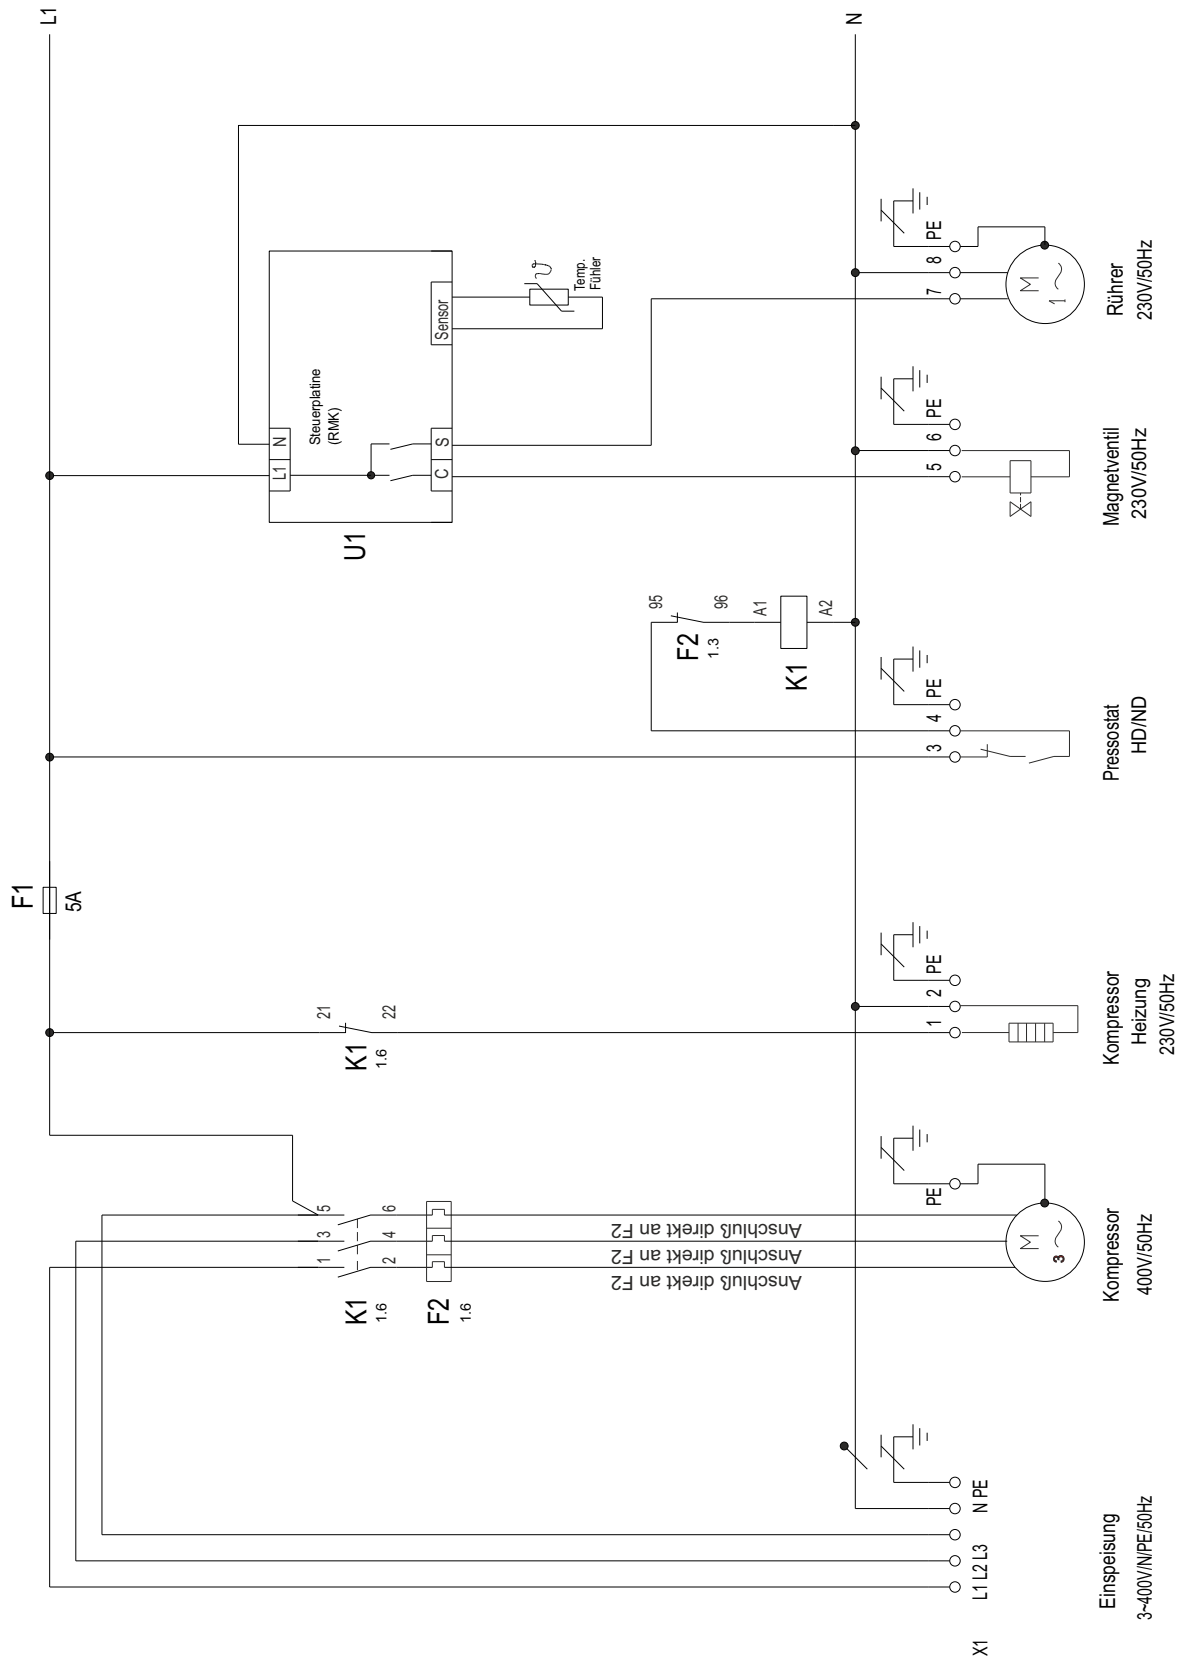 L1
N
F1
5A
Steuerplatine
(RMK)
L1
N
C
S
Sensor
U1
ϑ
Temp.
Fühler
K1
1.6
1
3
5
2
4
6
F2
1.6
K1
1.6
21
22
F2
1.3
95
96
A1
A2
K1
Anschluß direkt an F2
Anschluß direkt an F2
Anschluß direkt an F2
X1
L1 L2 L3
N PE
PE
1
2
PE
3
4
PE
5
6
PE
7
8
PE
M
3
M
1
Einspeisung
3~400V/N/PE/50Hz
Kompressor
400V/50Hz
Kompressor
Heizung
230V/50Hz
Pressostat
HD/ND
Magnetventil
230V/50Hz
Rührer
230V/50Hz